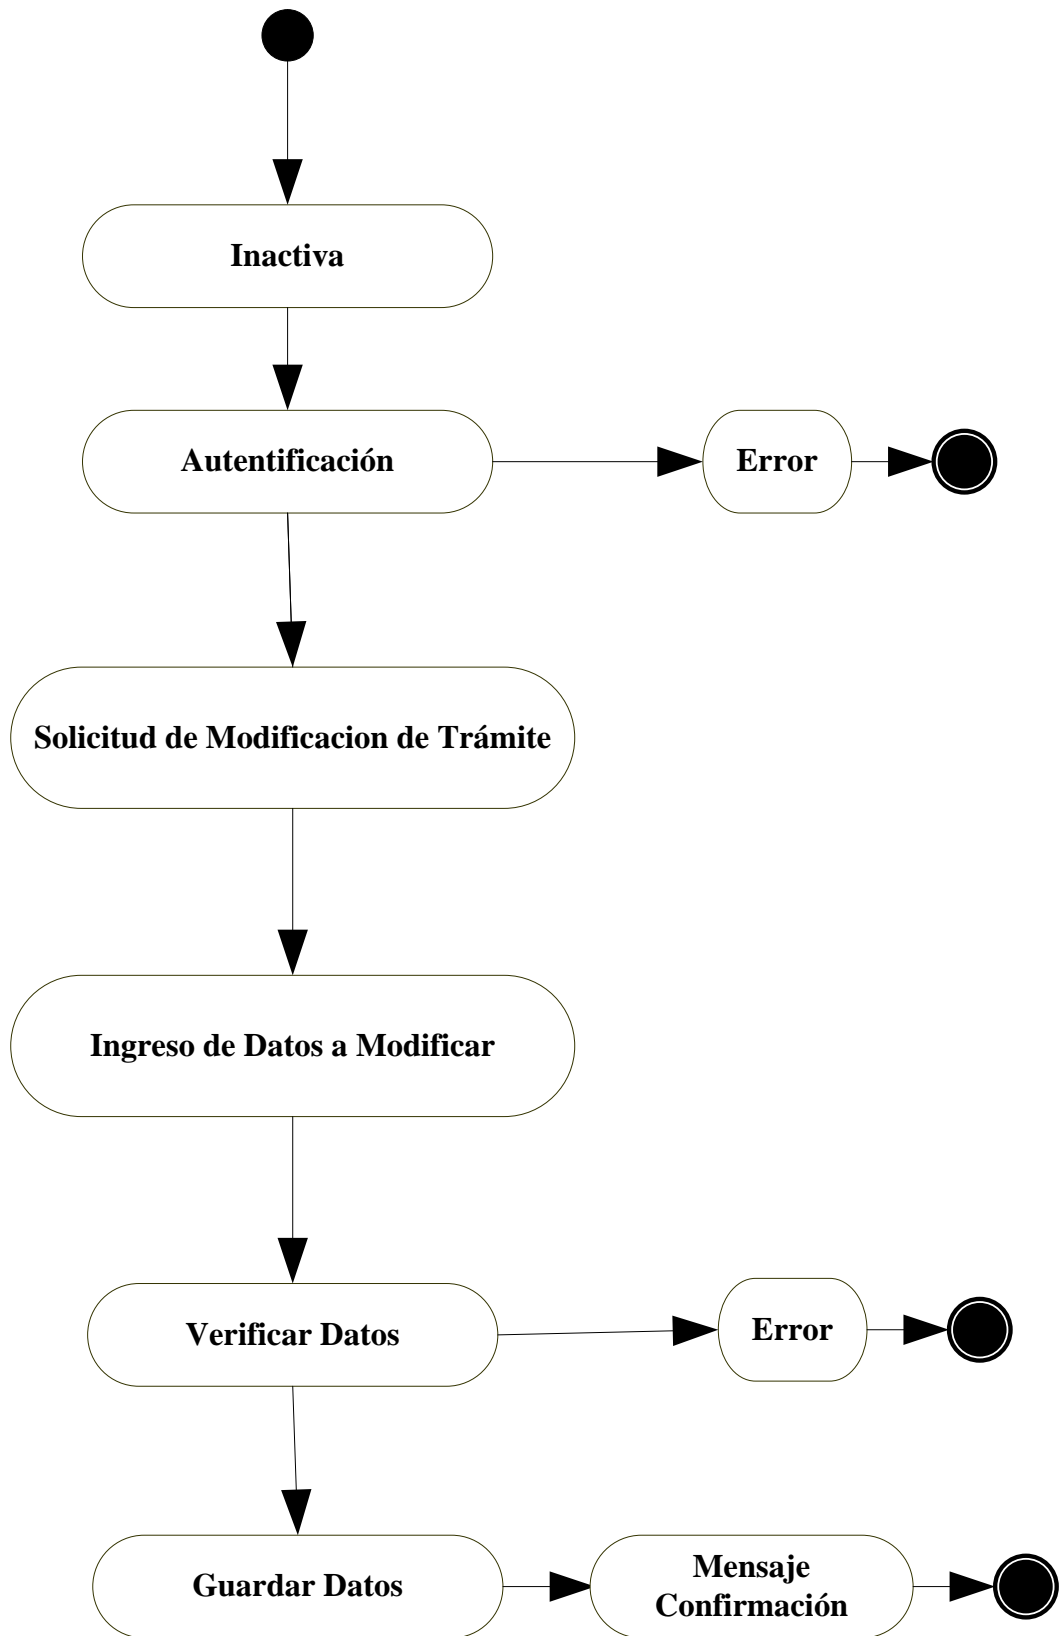 Inactiva
Autentificación
Error
Solicitud de Modificacion de Trámite
Ingreso de Datos a Modificar
Verificar Datos
Error
Guardar Datos
Mensaje
Confirmación